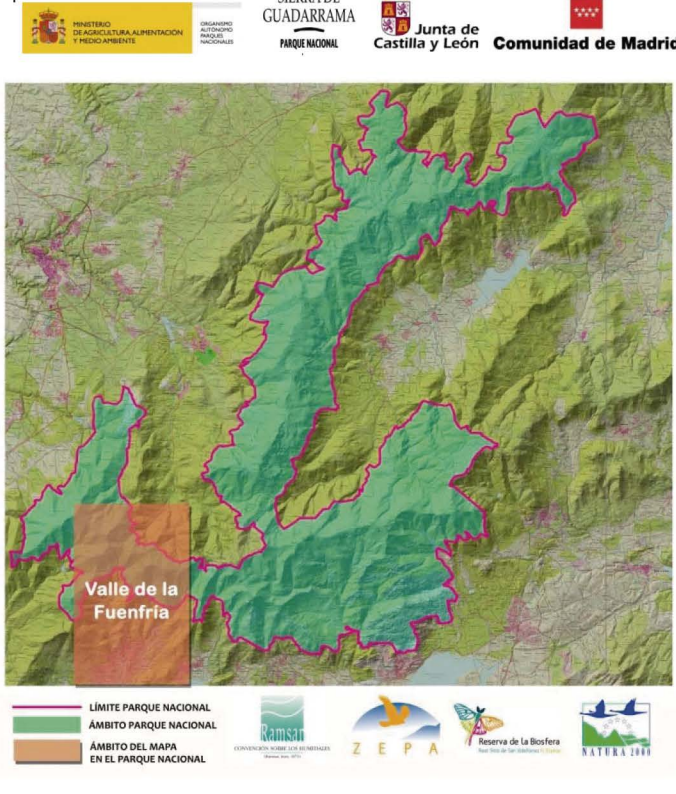 MINISTERIO
DE AGRICULTURA, ALIMENTACIÓN
Y MEDIO AMBIENTE
ORGANISMO
AUTÓNOMO
PARQUES
NACIONALES
SIERRA DE
GUADARRAMA
PARQUE NACIONAL
Junta de
Castilla y León
Comunidad de Madrid
Valle de la
Fuenfría
LÍMITE PARQUE NACIONAL
ÁMBITO PARQUE NACIONAL
ÁMBITO DEL MAPA
EN EL PARQUE NACIONAL
Ramsar
CONVENCIÓN SOBRE LOS HUMEDALES
ZEPA
Reserva de la Biosfera
NATURA 2000